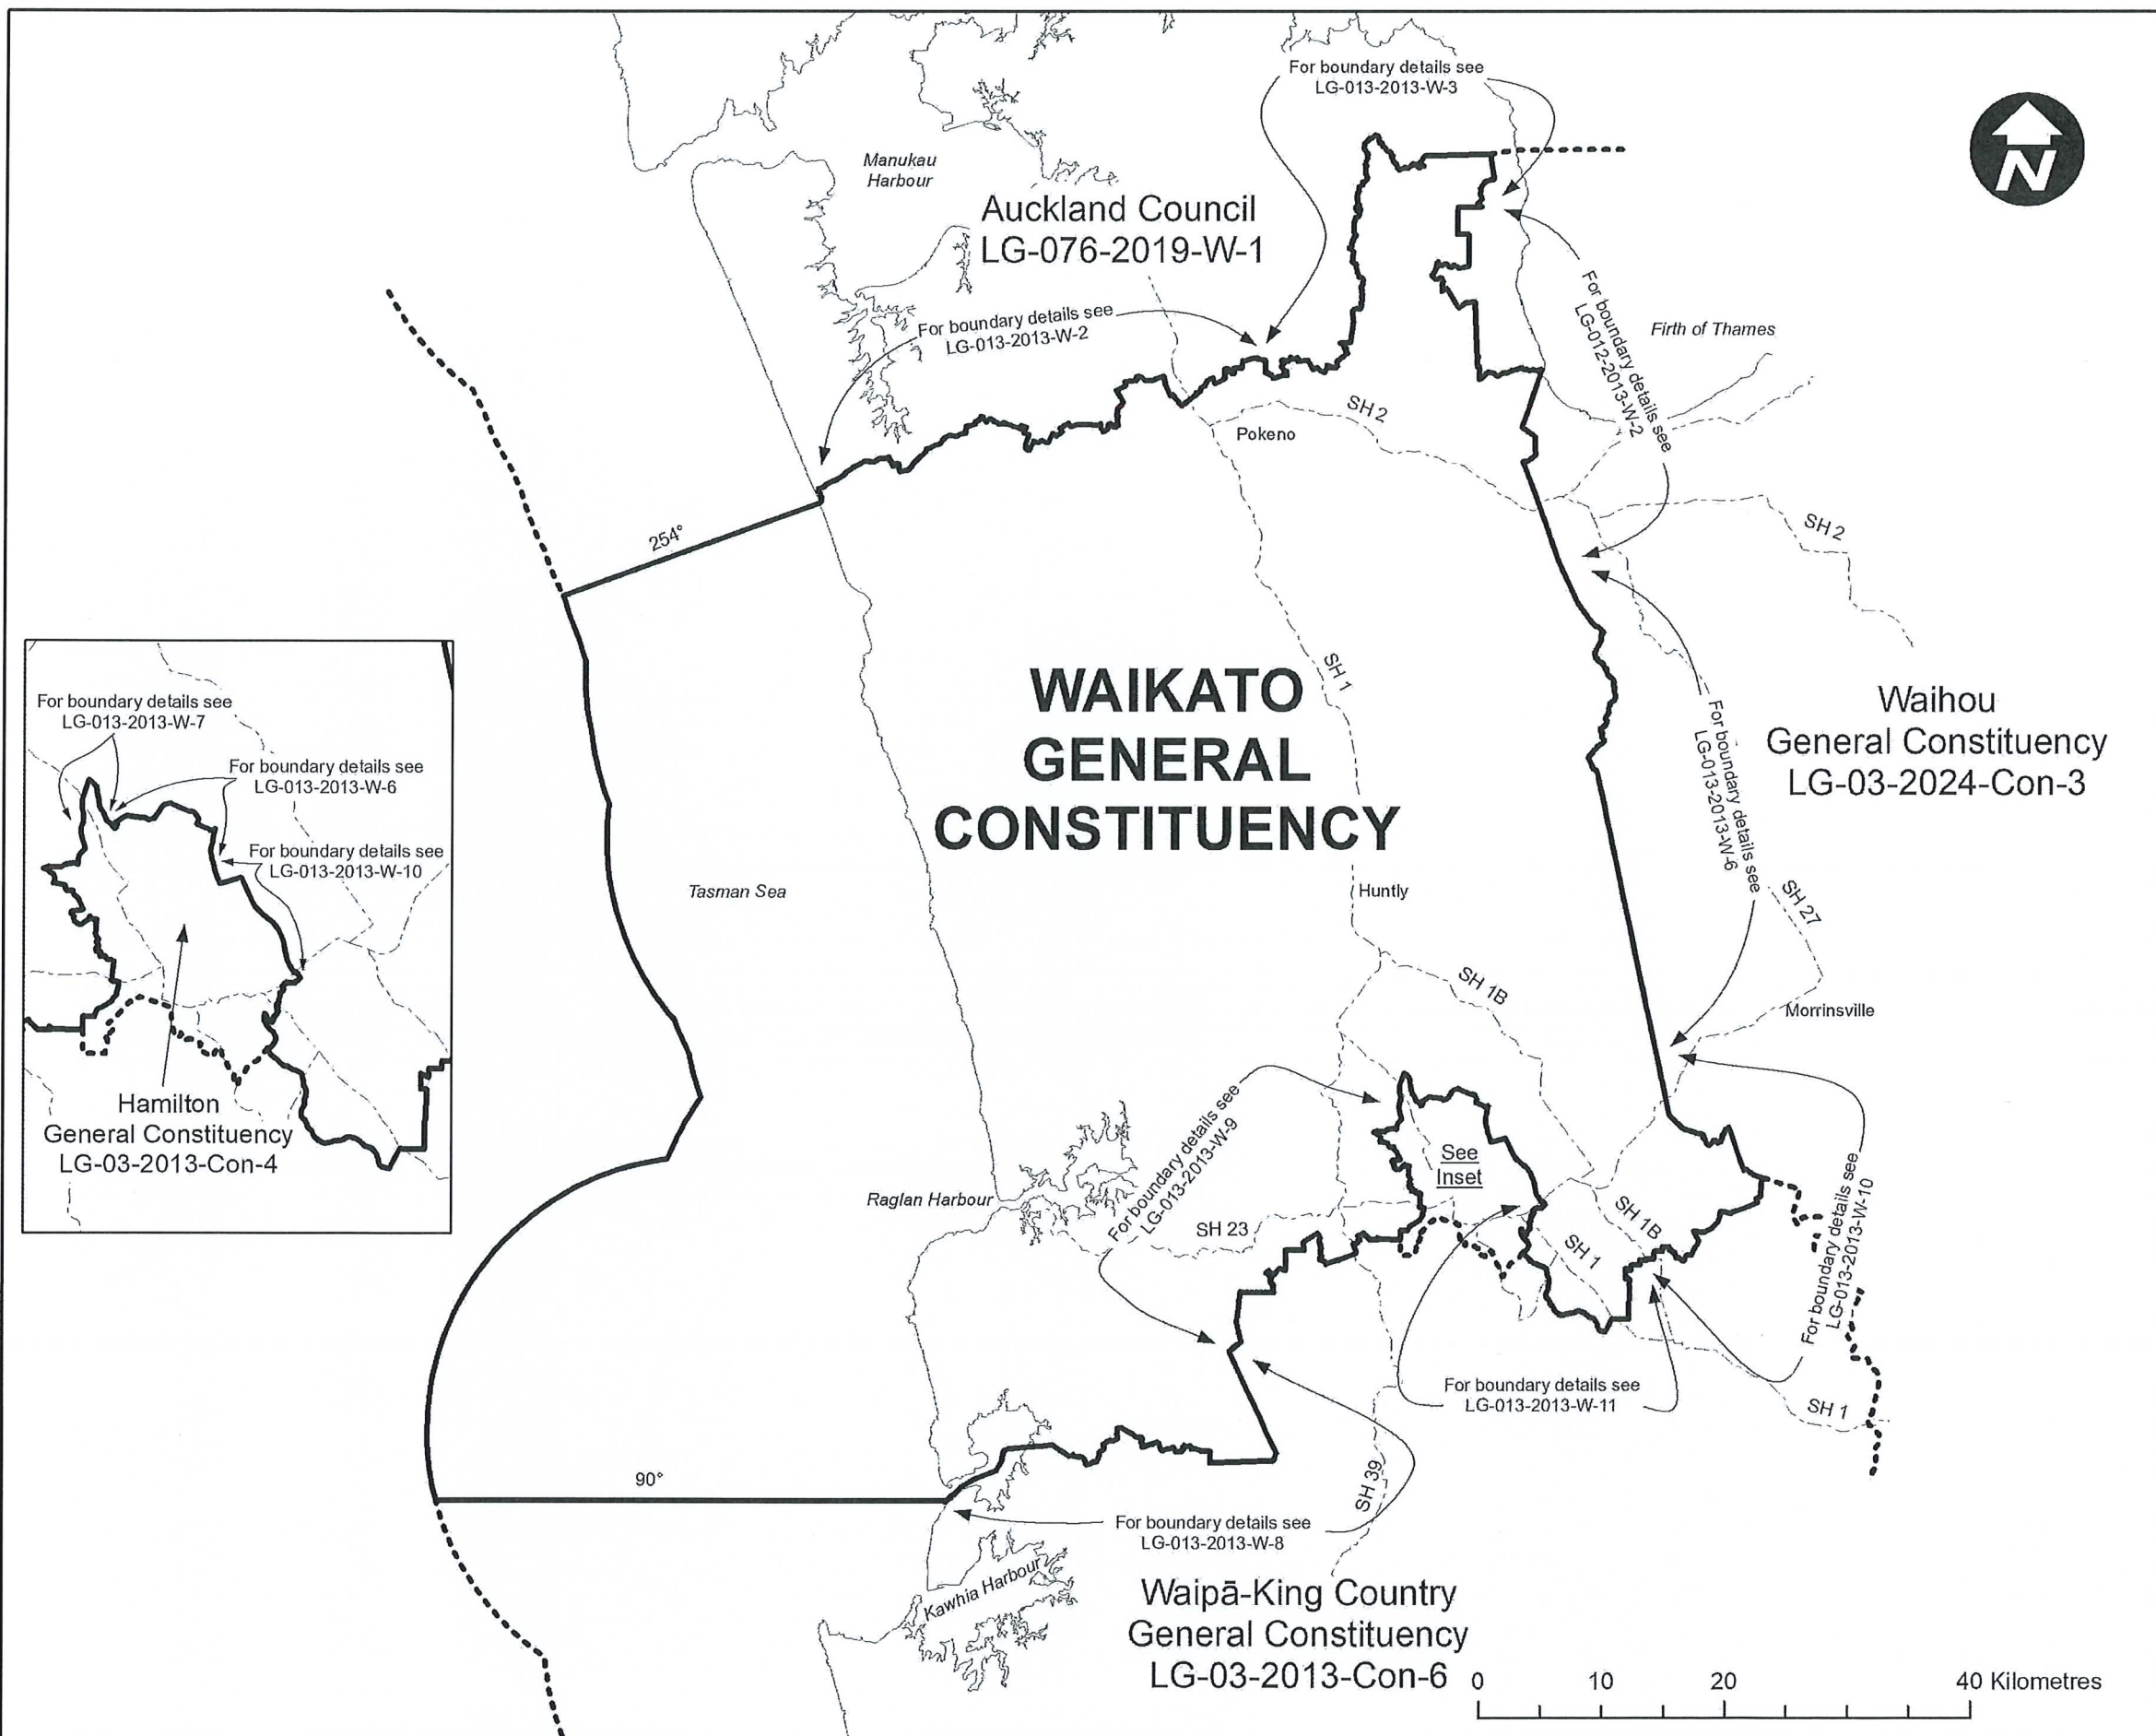 For boundary details see
LG-013-2013-W-3
N
Manukau
Harbour
Auckland Council
LG-076-2019-W-1
For boundary details see
LG-013-2013-W-2
For boundary details see
LG-012-2013-W-2
Firth of Thames
SH 2
Pokeno
SH 2
254°
WAIKATO
GENERAL
CONSTITUENCY
SH 1
Waihou
General Constituency
LG-03-2024-Con-3
For boundary details see
LG-013-2013-W-6
For boundary details see
LG-013-2013-W-7
For boundary details see
LG-013-2013-W-6
For boundary details see
LG-013-2013-W-10
Hamilton
General Constituency
LG-03-2013-Con-4
Tasman Sea
Huntly
SH 27
SH 1B
Morrinsville
For boundary details see
LG-013-2013-W-9
See
Inset
Raglan Harbour
SH 23
SH 1B
SH 1
For boundary details see
LG-013-2013-W-10
For boundary details see
LG-013-2013-W-11
SH 1
90°
SH 39
For boundary details see
LG-013-2013-W-8
Kawhia Harbour
Waipā-King Country
General Constituency
LG-03-2013-Con-6
0 10 20 40 Kilometres